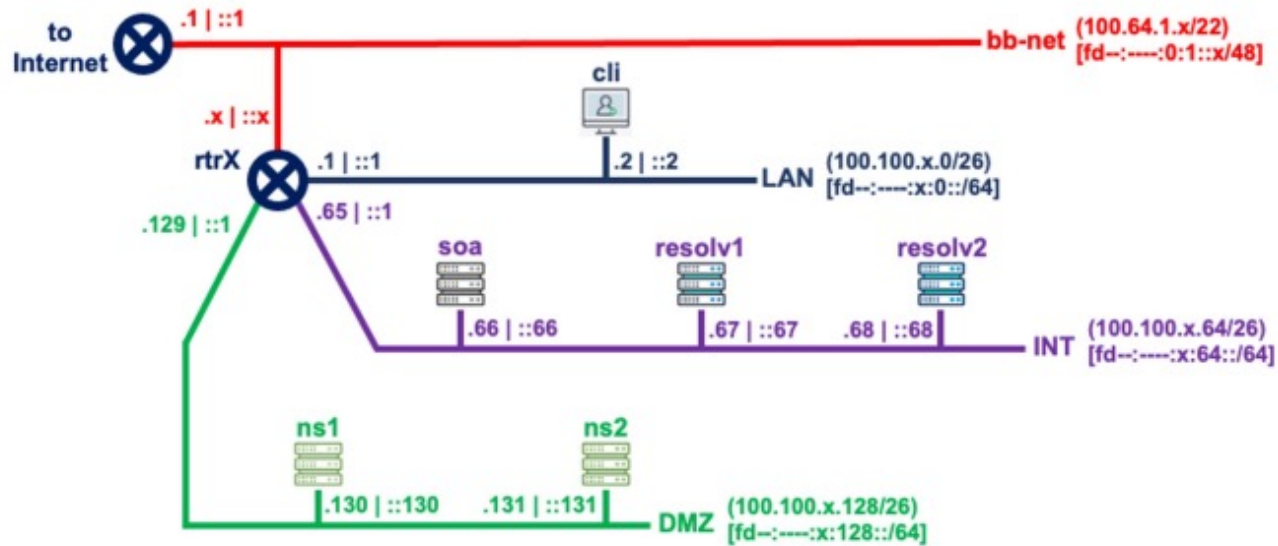 to
Internet
.1 | ::1
bb-net
(100.64.1.x/22)
[fd--:----:0:1::x/48]
.x | ::x
cli
rtrX
.1 | ::1
.2 | ::2
LAN
(100.100.x.0/26)
[fd--:----:x:0::/64]
.129 | ::1
.65 | ::1
soa
resolv1
resolv2
.66 | ::66
.67 | ::67
.68 | ::68
INT
(100.100.x.64/26)
[fd--:----:x:64::/64]
ns1
ns2
.130 | ::130
.131 | ::131
DMZ
(100.100.x.128/26)
[fd--:----:x:128::/64]